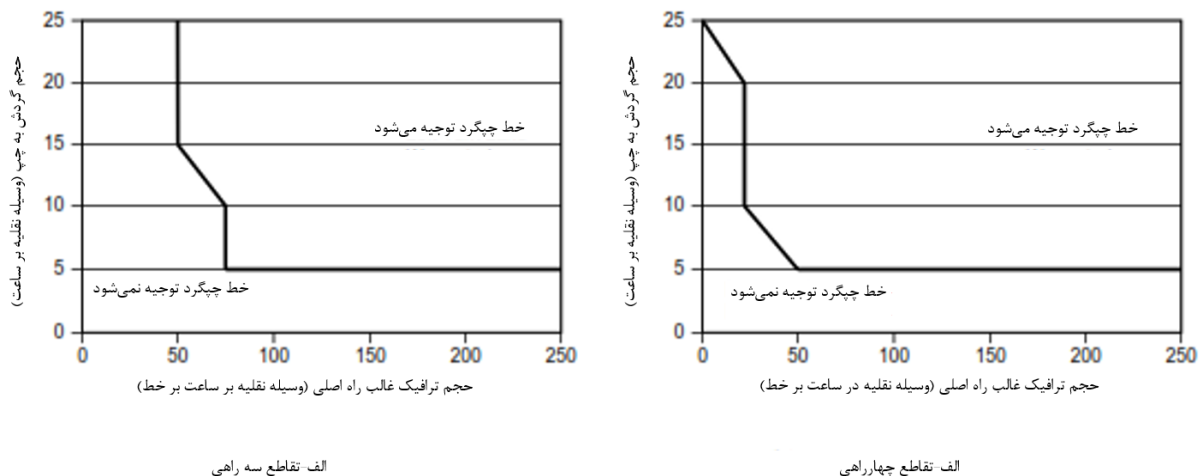 حجم گردش به چپ (وسیله نقلیه بر ساعت)
25
20
15
10
5
0
خط چپگرد توجیه می‌شود
خط چپگرد توجیه نمی‌شود
0 50 100 150 200 250
حجم ترافیک غالب راه اصلی (وسیله نقلیه بر ساعت بر خط)
الف-تقاطع سه راهی
حجم گردش به چپ (وسیله نقلیه بر ساعت)
25
20
15
10
5
0
خط چپگرد توجیه می‌شود
خط چپگرد توجیه نمی‌شود
0 50 100 150 200 250
حجم ترافیک غالب راه اصلی (وسیله نقلیه در ساعت بر خط)
الف-تقاطع چهارراهی